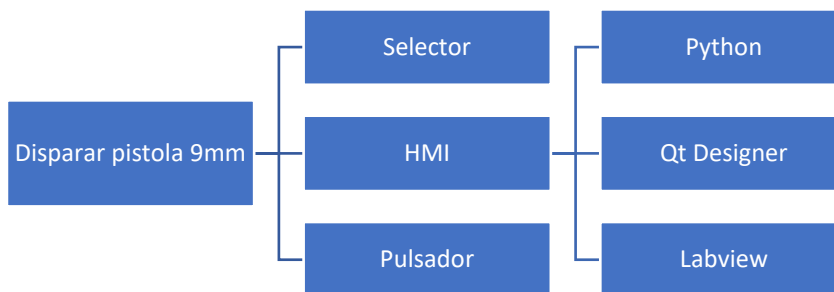 Disparar pistola 9mm
Selector
HMI
Pulsador
Python
Qt Designer
Labview